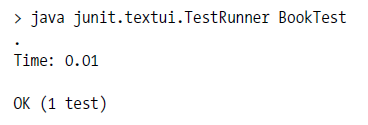 > java junit.textui.TestRunner BookTest
.
Time: 0.01
OK (1 test)